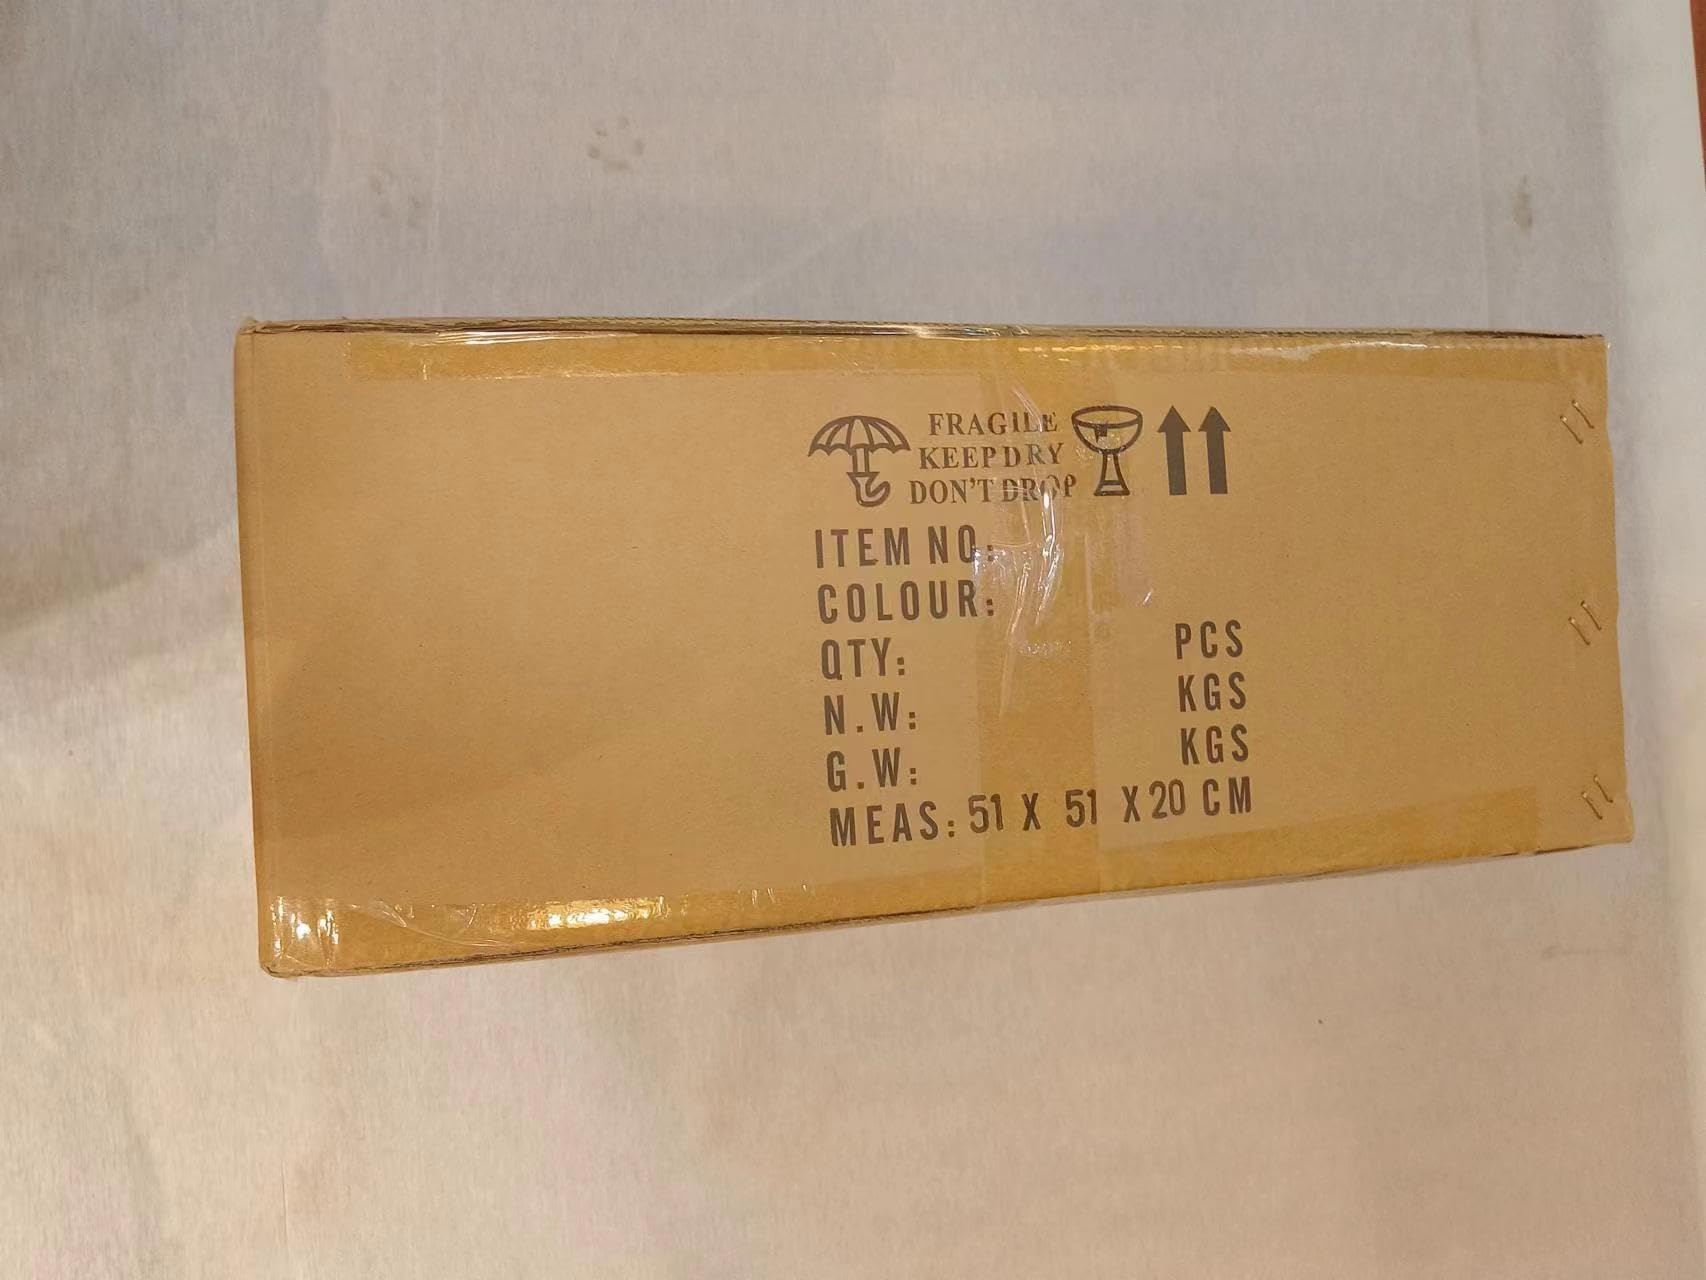 FRAGILE
KEEP DRY
DON'T DROP
ITEM NO:
COLOUR:
QTY: PCS
N.W: KGS
G.W: KGS
MEAS: 51 X 51 X 20 CM